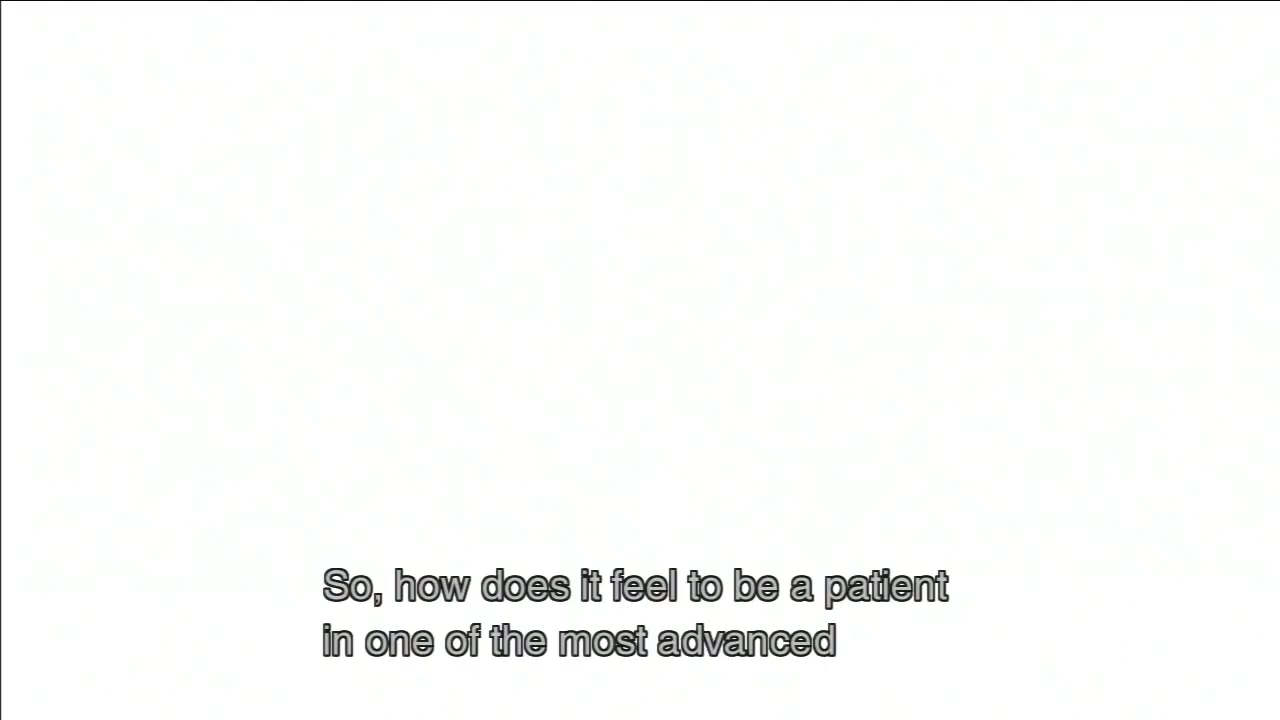 So, how does it feel to be a patient
in one of the most advanced